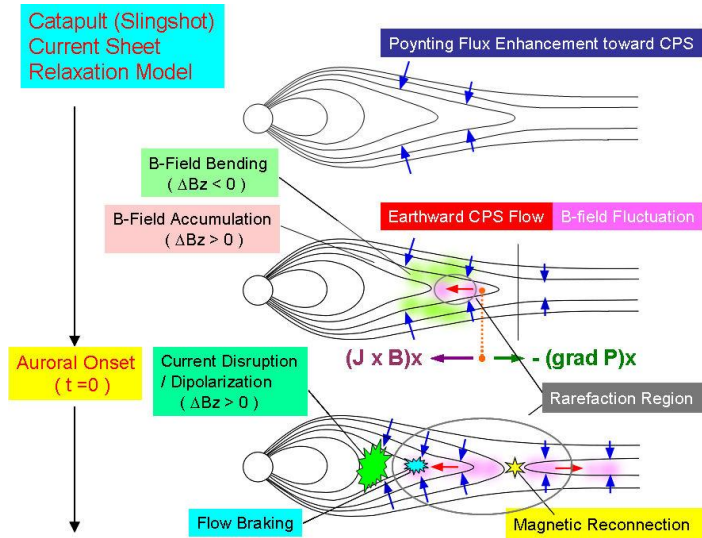 Catapult (Slingshot)
Current Sheet
Relaxation Model
Poynting Flux Enhancement toward CPS
B-Field Bending
( ΔBz < 0 )
B-Field Accumulation
( ΔBz > 0 )
Earthward CPS Flow
B-field Fluctuation
(J x B)x
- (grad P)x
Auroral Onset
( t =0 )
Current Disruption
/ Dipolarization
( ΔBz > 0 )
Rarefaction Region
Flow Braking
Magnetic Reconnection